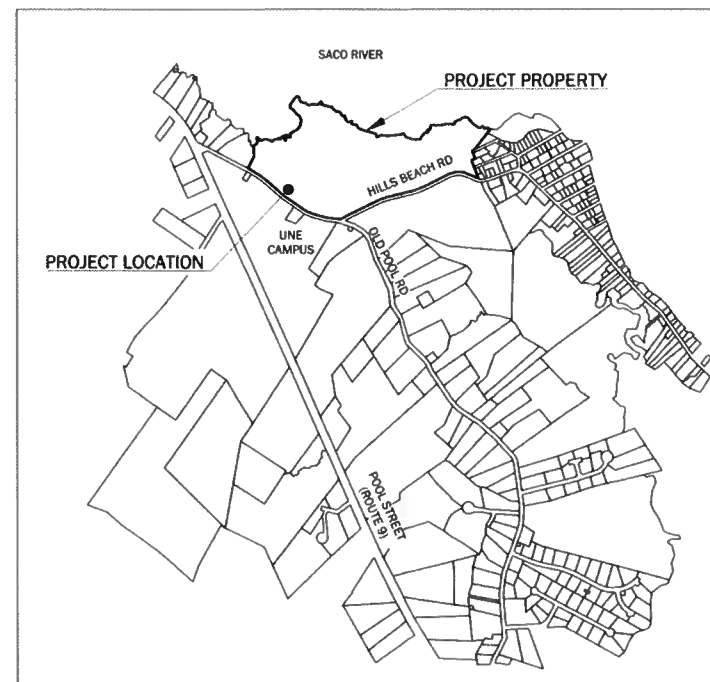 SACO RIVER
PROJECT PROPERTY
HILLS BEACH RD
UNE
CAMPUS
PROJECT LOCATION
OLD POOL RD
POOL STREET
(ROUTE 9)